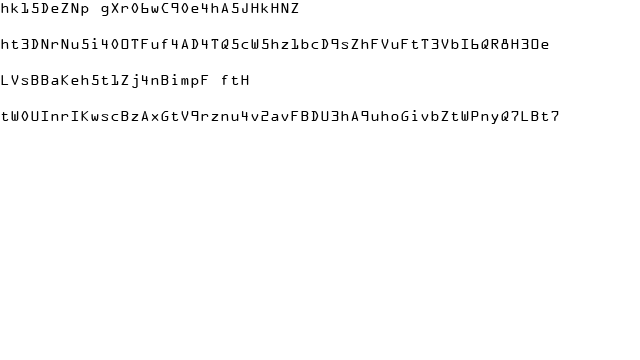 hk15DeZNp gXr06wC90e4hA5JHkHNZ
ht3DNrNu5i40OTFuf4AD4TQ5cW5hz1bcD9sZhFVuFtT3VbI6QR8H3Oe
LVsBBaKeh5t1Zj4nBimpF ftH
tW0UInrIKwscBzAxGtV9rznu4v2avFBDU3hA9uhoGivbZtWPnyQ7LBt7